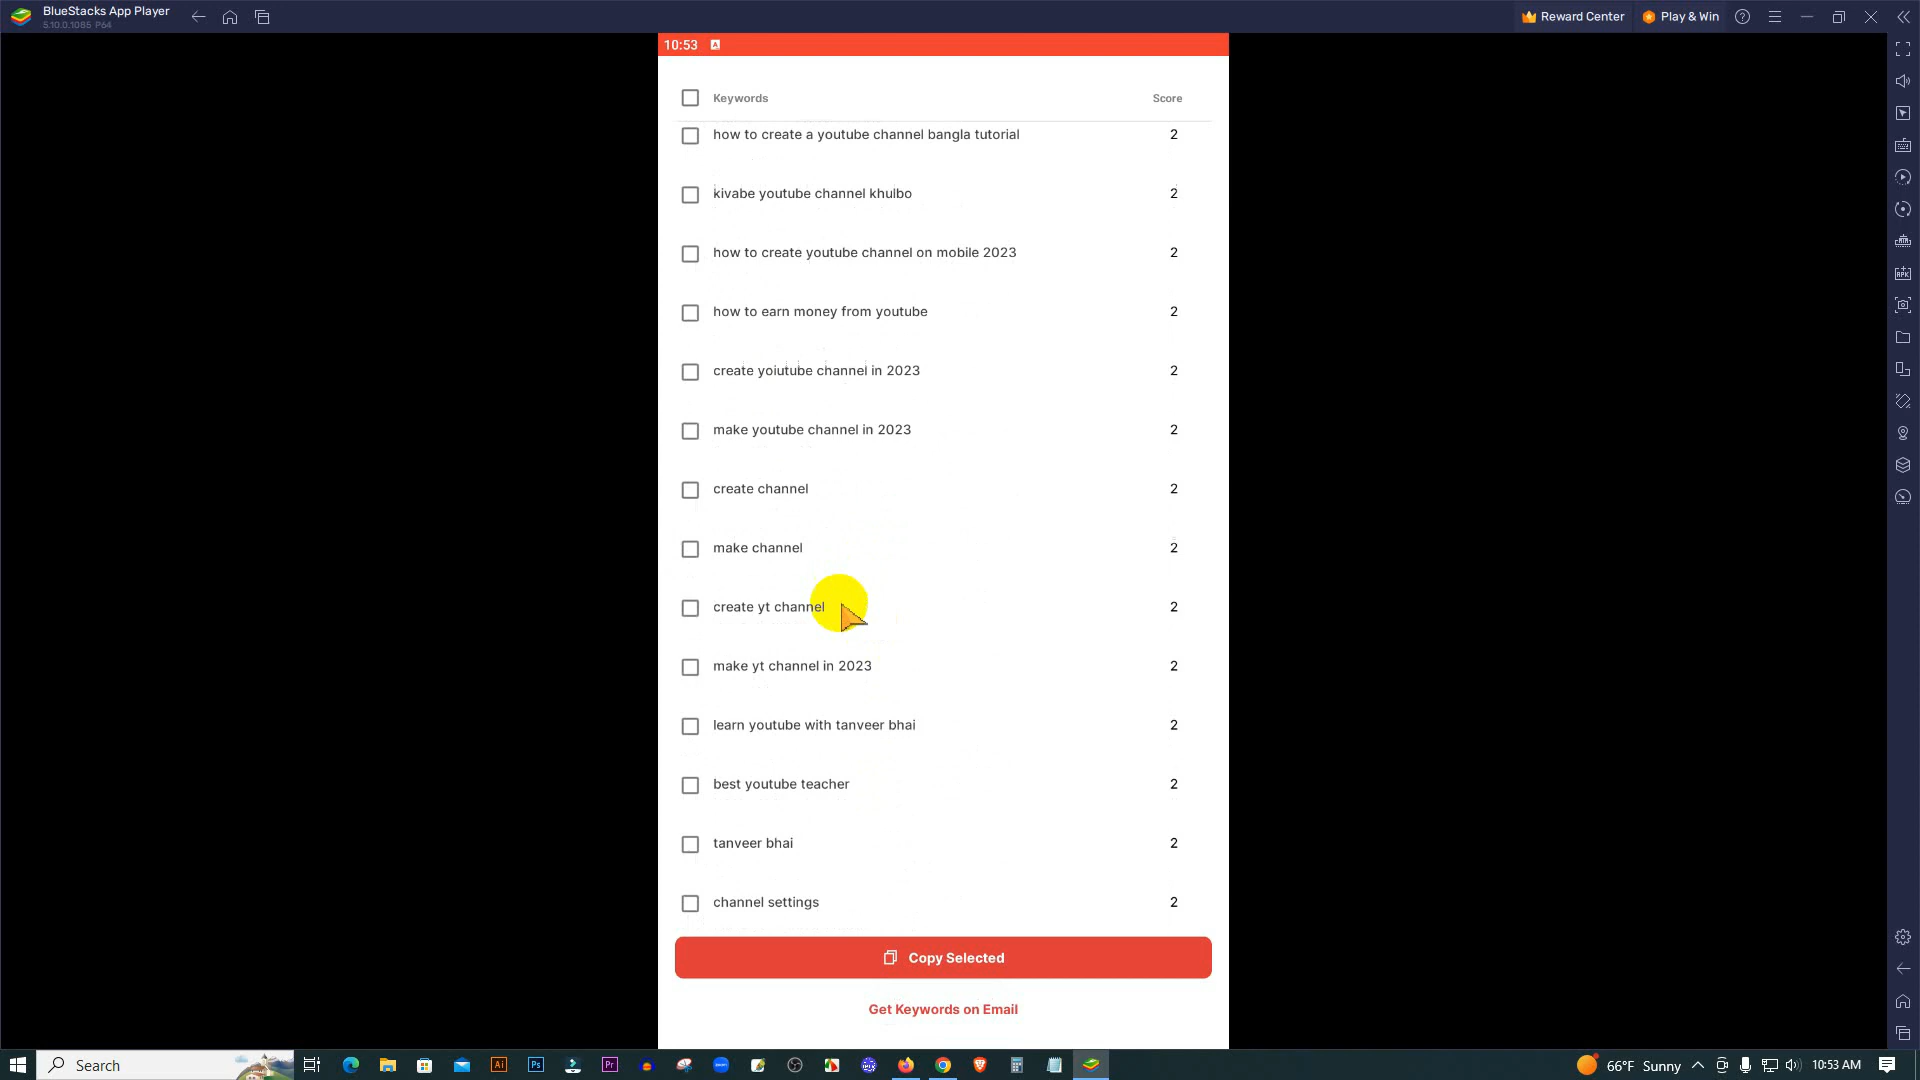 BlueStacks App Player
5.10.0.1085 P64
Reward Center
Play & Win
10:53
Keywords Score
how to create a youtube channel bangla tutorial 2
kivabe youtube channel khulbo 2
how to create youtube channel on mobile 2023 2
how to earn money from youtube 2
create yoiutube channel in 2023 2
make youtube channel in 2023 2
create channel 2
make channel 2
create yt channel 2
make yt channel in 2023 2
learn youtube with tanveer bhai 2
best youtube teacher 2
tanveer bhai 2
channel settings 2
Copy Selected
Get Keywords on Email
Search
Ai
Ps
Pr
66°F Sunny
10:53 AM